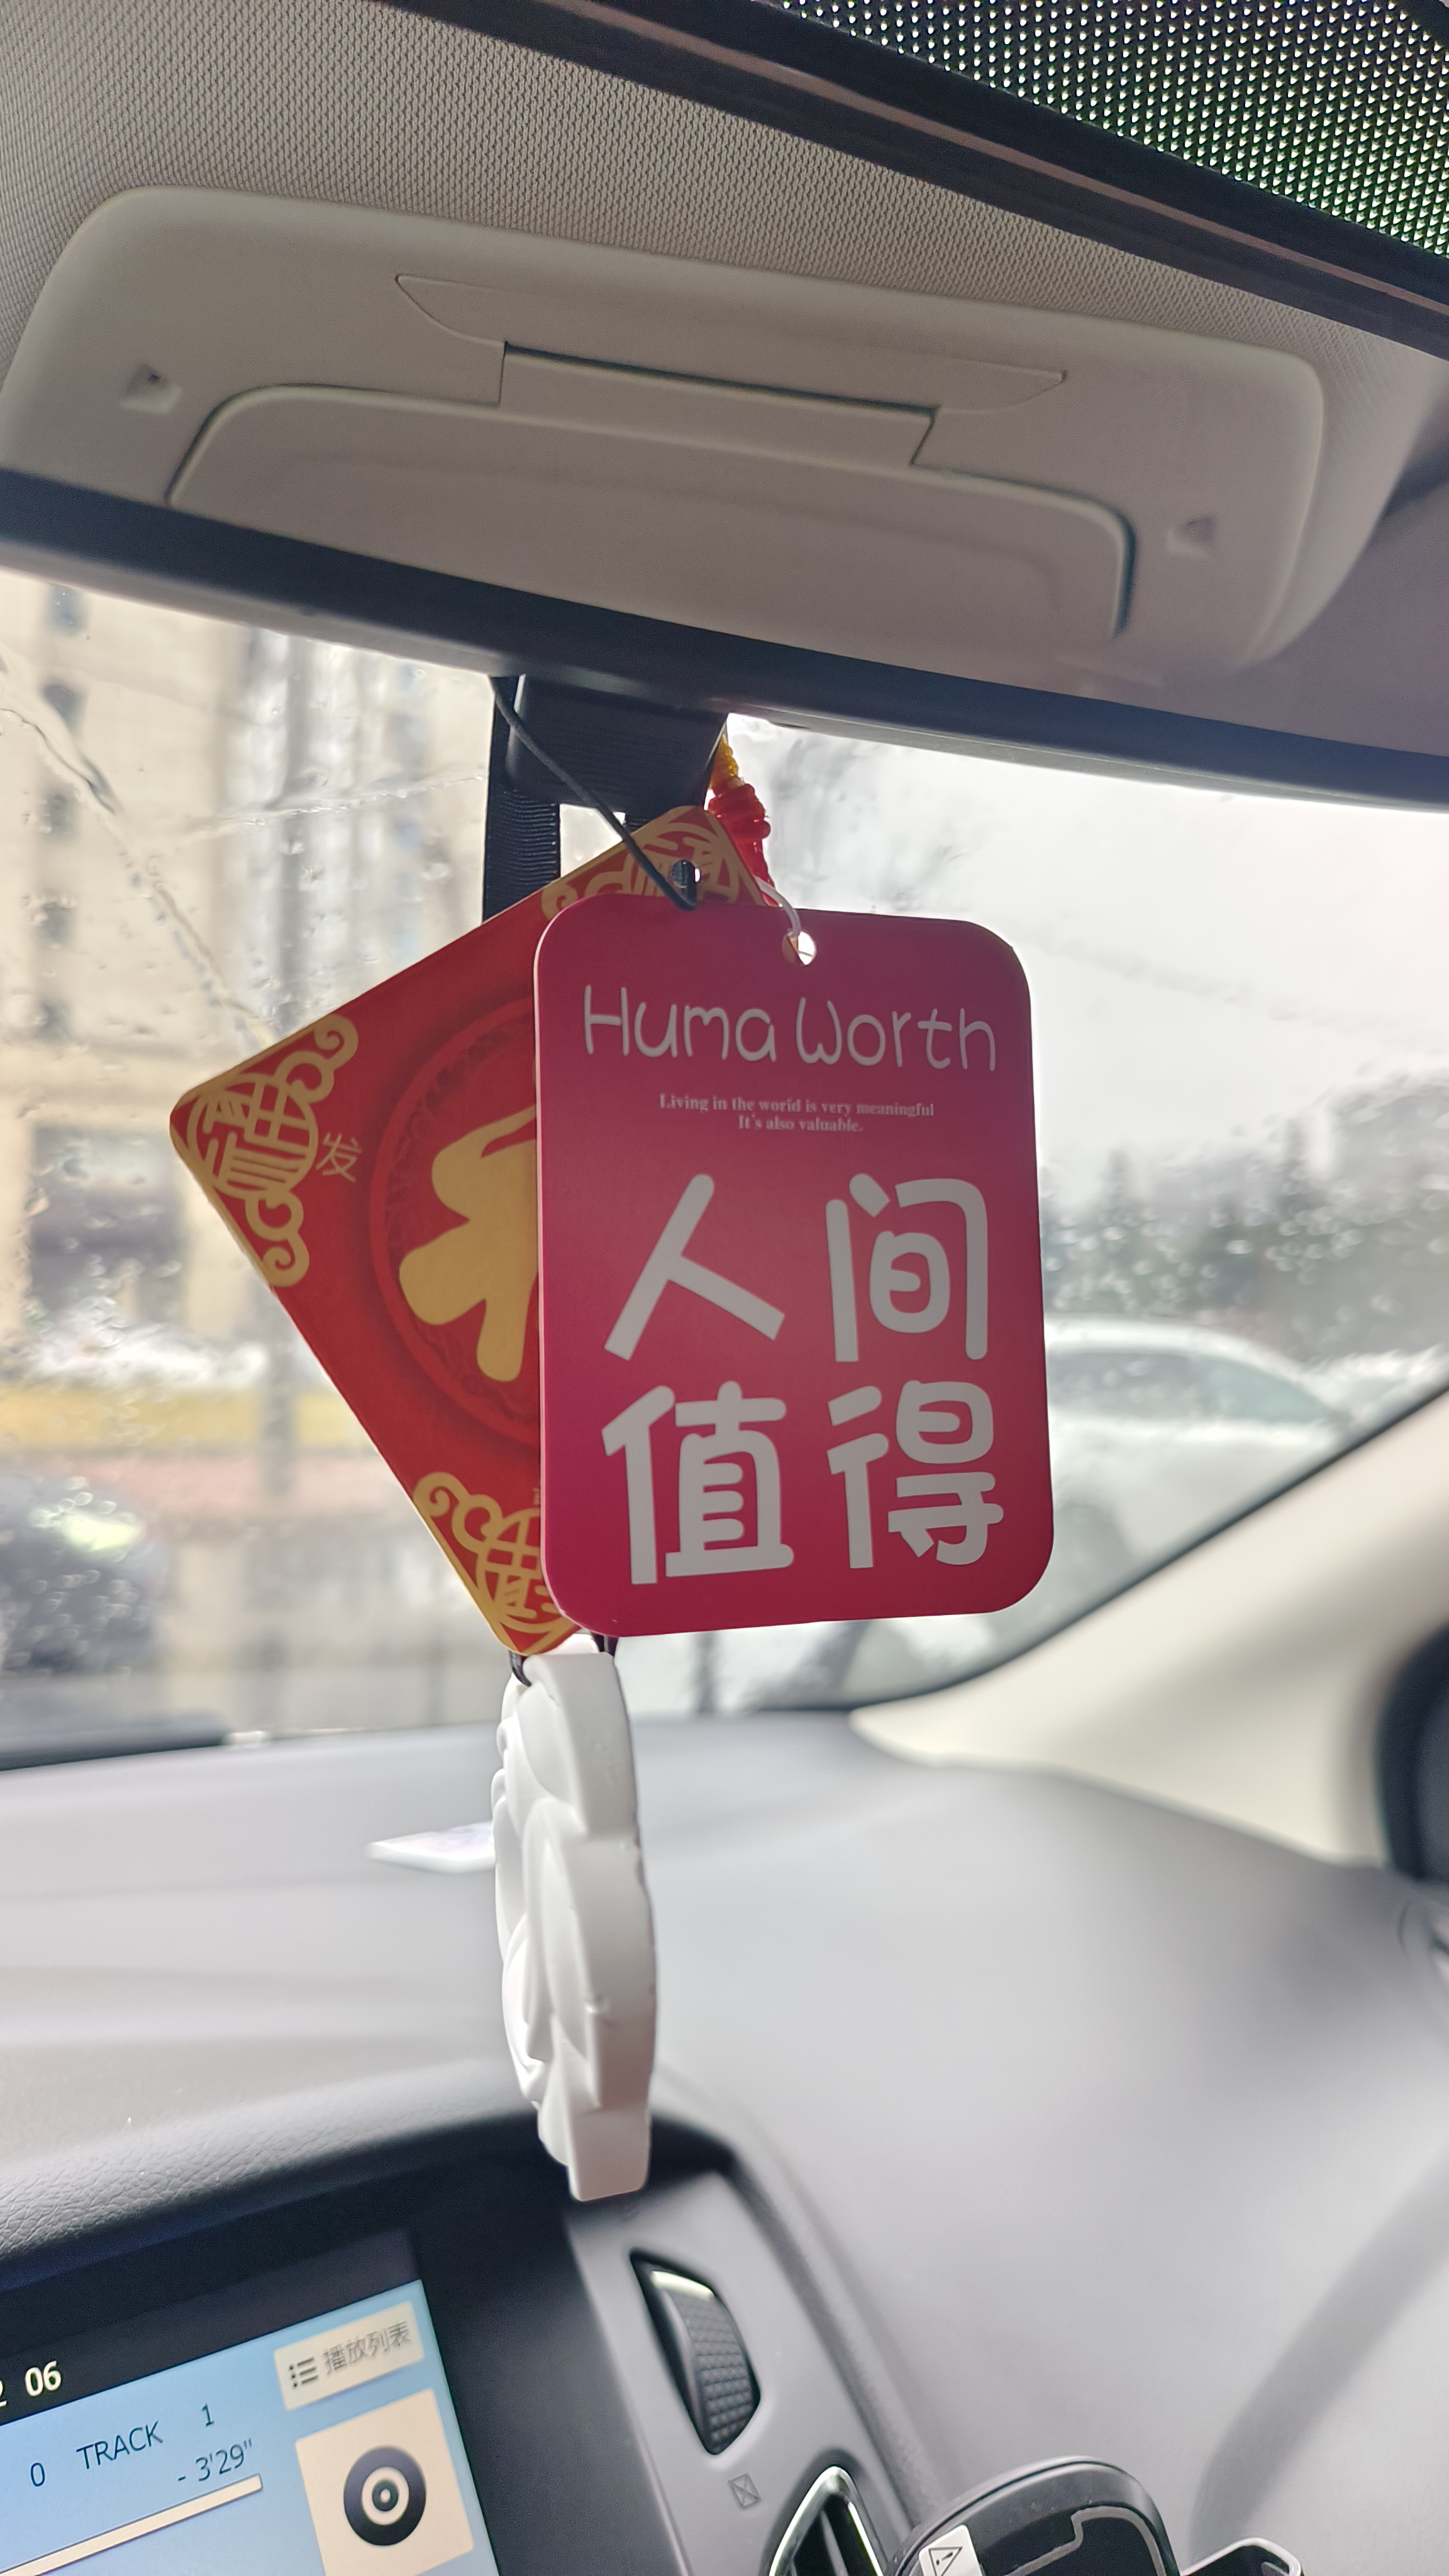 Huma Worth
Living in the world is very meaningful
It's also valuable.
人间
值得
发
06
播放列表
0 TRACK 1
- 3'29"